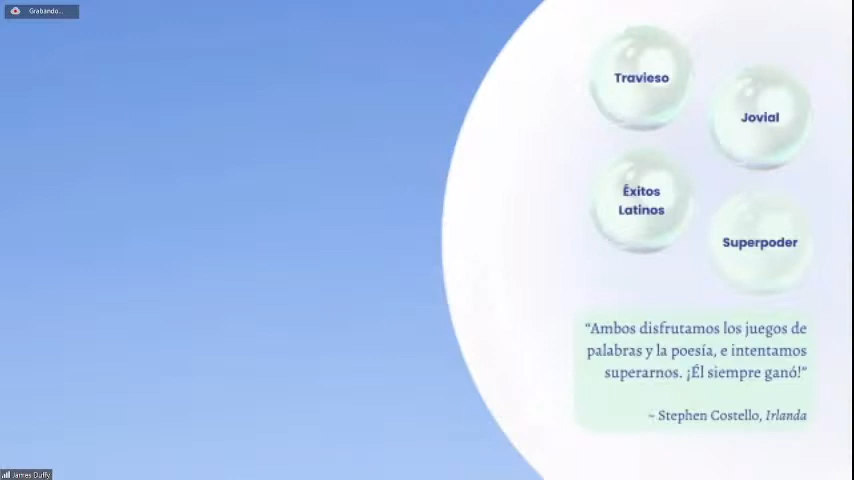 Grabando...
Travieso
Jovial
Éxitos
Latinos
Superpoder
“Ambos disfrutamos los juegos de
palabras y la poesía, e intentamos
superarnos. ¡Él siempre ganó!”
~ Stephen Costello, Irlanda
James Duffy